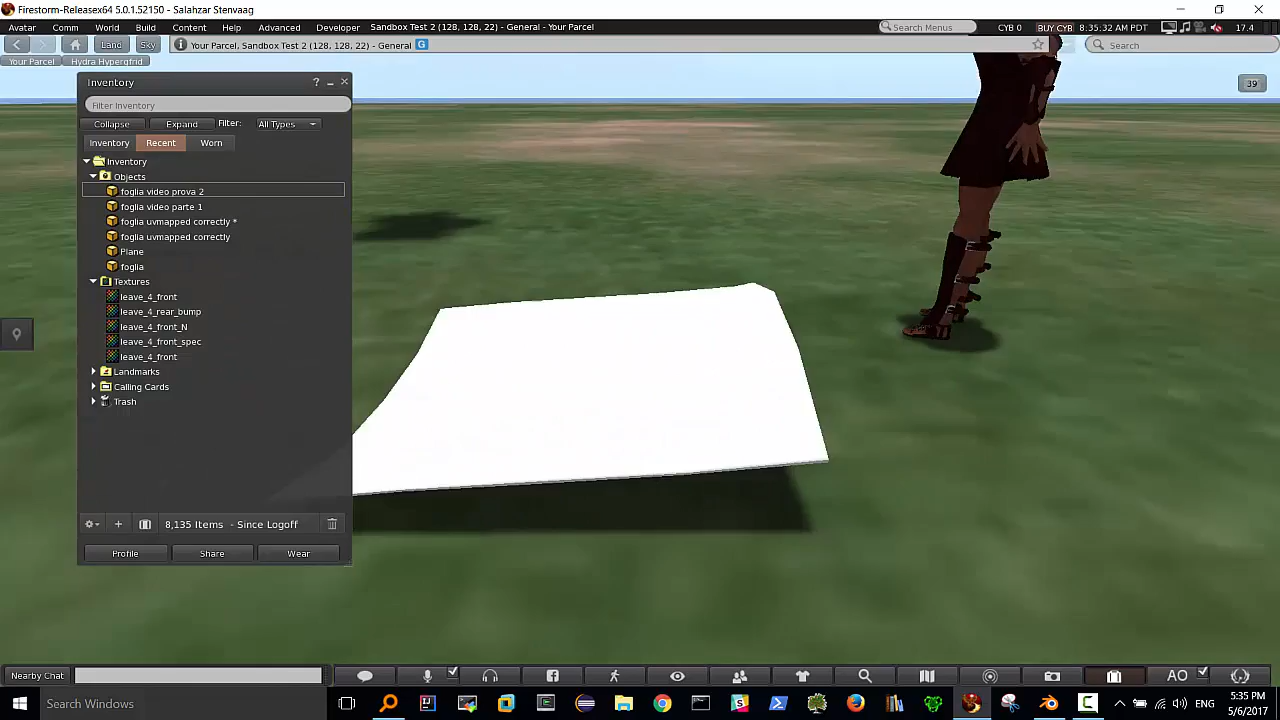 Firestorm-Releasex64 5.0.1.52150 - Salahzar Stenvaag
Avatar Comm World Build Content Help Advanced Developer Sandbox Test 2 (128, 128, 22) - General - Your Parcel Search Menus CYB 0 BUY CYB 8:35:32 AM PDT 17.4
Land Sky Your Parcel, Sandbox Test 2 (128, 128, 22) - General G Search
Your Parcel Hydra Hypergrid
Inventory ?
39
Filter Inventory
Collapse Expand Filter: All Types
Inventory Recent Worn
Inventory
Objects
foglia video prova 2
foglia video parte 1
foglia uvmapped correctly *
foglia uvmapped correctly
Plane
foglia
Textures
leave_4_front
leave_4_rear_bump
leave_4_front_N
leave_4_front_spec
leave_4_front
Landmarks
Calling Cards
Trash
8,135 Items - Since Logoff
Profile Share Wear
Nearby Chat AO
Search Windows ENG 5:35 PM
5/6/2017